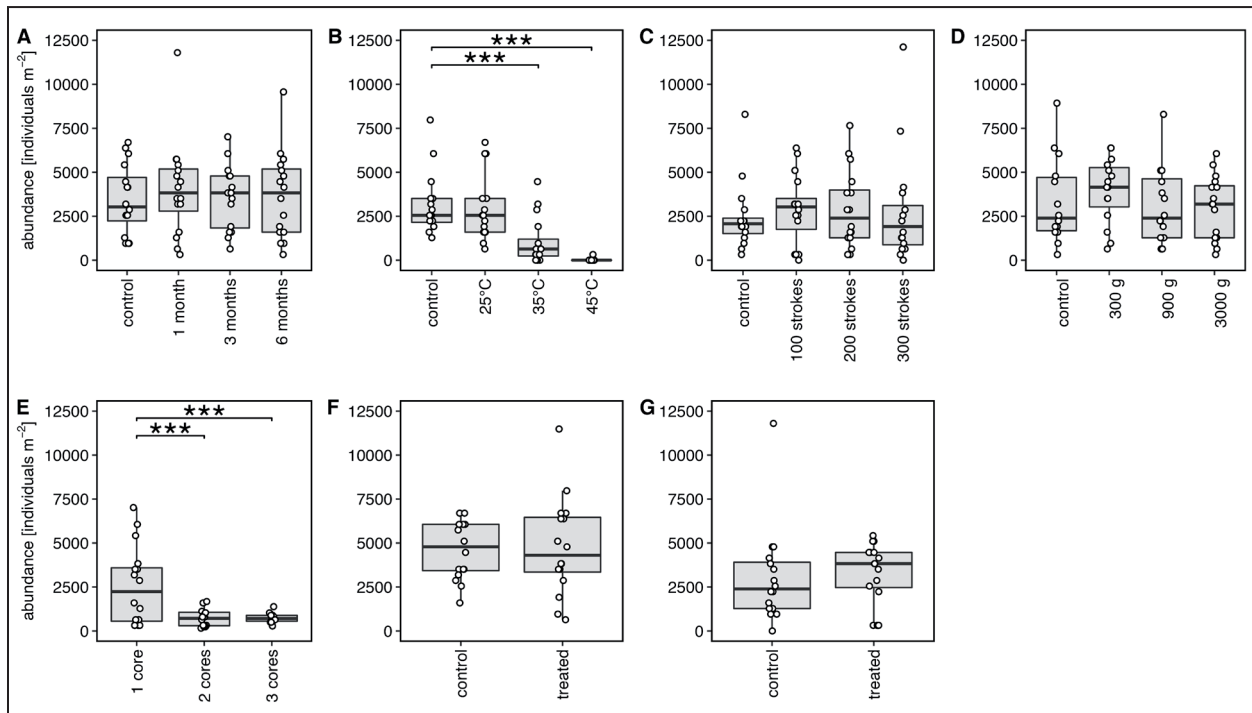 A
B
C
D
abundance [individuals m⁻²]
12500
10000
7500
5000
2500
0
control
1 month
3 months
6 months
***
***
12500
10000
7500
5000
2500
0
control
25°C
35°C
45°C
12500
10000
7500
5000
2500
0
control
100 strokes
200 strokes
300 strokes
12500
10000
7500
5000
2500
0
control
300 g
900 g
3000 g
E
F
G
abundance [individuals m⁻²]
12500
10000
7500
5000
2500
0
***
***
1 core
2 cores
3 cores
12500
10000
7500
5000
2500
0
control
treated
12500
10000
7500
5000
2500
0
control
treated